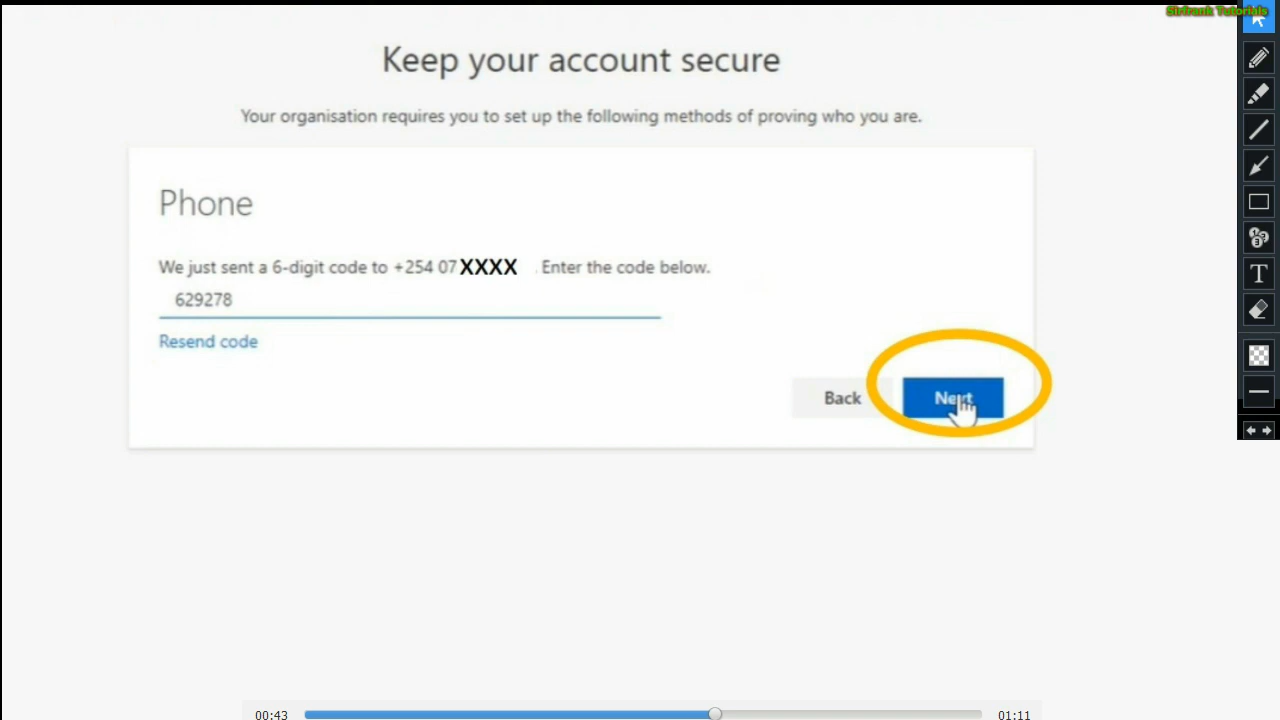 Sirfrank Tutorials
Keep your account secure
Your organisation requires you to set up the following methods of proving who you are.
Phone
We just sent a 6-digit code to +254 07XXXX . Enter the code below.
629278
Resend code
Back
Next
00:43
01:11